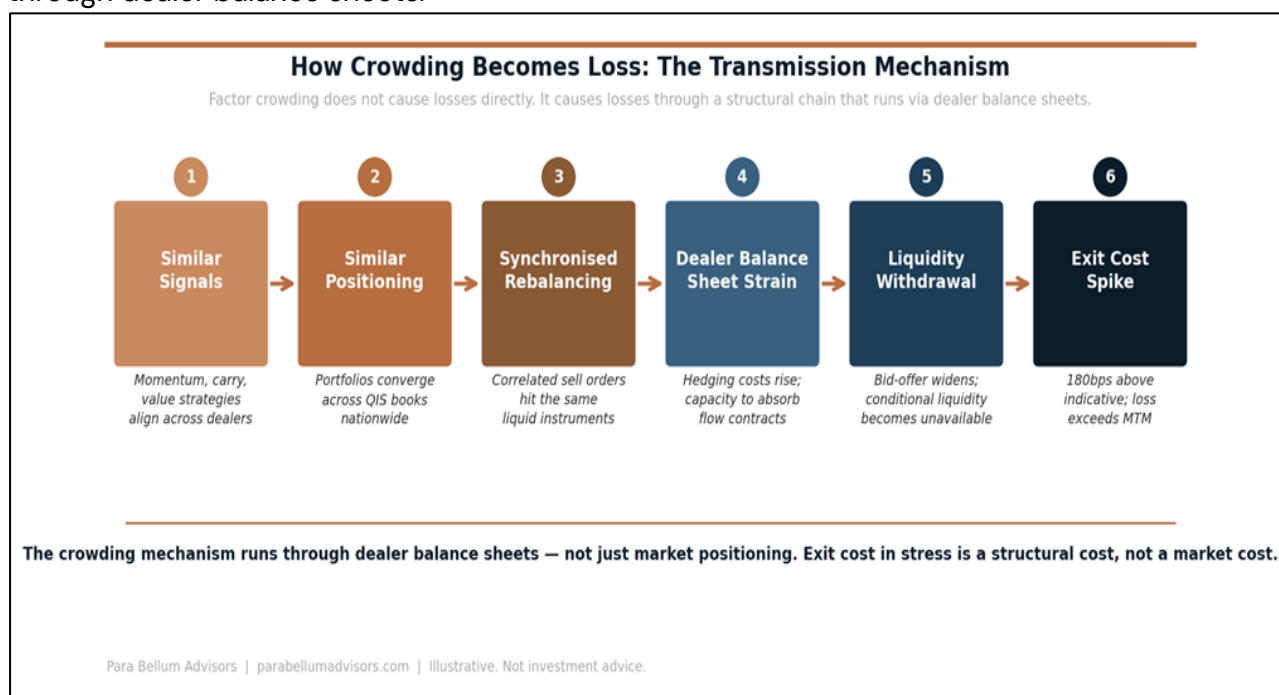 How Crowding Becomes Loss: The Transmission Mechanism
Factor crowding does not cause losses directly. It causes losses through a structural chain that runs via dealer balance sheets.
1
Similar
Signals
Momentum, carry,
value strategies
align across dealers
2
Similar
Positioning
Portfolios converge
across QIS books
nationwide
3
Synchronised
Rebalancing
Correlated sell orders
hit the same
liquid instruments
4
Dealer Balance
Sheet Strain
Hedging costs rise;
capacity to absorb
flow contracts
5
Liquidity
Withdrawal
Bid-offer widens;
conditional liquidity
becomes unavailable
6
Exit Cost
Spike
180bps above
indicative; loss
exceeds MTM
The crowding mechanism runs through dealer balance sheets — not just market positioning. Exit cost in stress is a structural cost, not a market cost.
Para Bellum Advisors | parabellumadvisors.com | Illustrative. Not investment advice.